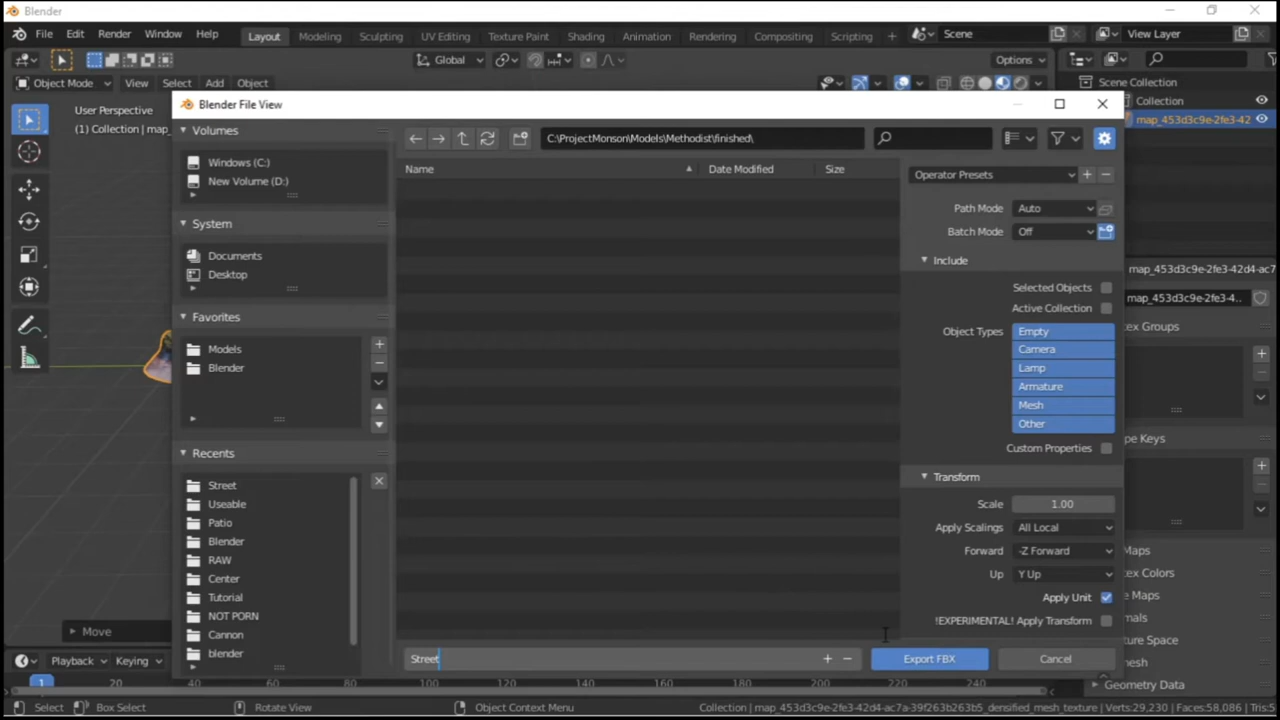 Blender
File Edit Render Window Help Layout Modeling Sculpting UV Editing Texture Paint Shading Animation Rendering Compositing Scripting + Scene View Layer
Global Options
Object Mode View Select Add Object Scene Collection
User Perspective
(1) Collection | map_
Collection
map_453d3c9e-2fe3-42
Blender File View
Volumes
Windows (C:)
New Volume (D:)
System
Documents
Desktop
Favorites
Models
Blender
Recents
Street
Useable
Patio
Blender
RAW
Center
Tutorial
NOT PORN
Cannon
blender
C:\ProjectMonson\Models\Methodist\finished\
Name Date Modified Size
Operator Presets
Path Mode Auto
Batch Mode Off
Include
Selected Objects
Active Collection
Object Types Empty
Camera
Lamp
Armature
Mesh
Other
Custom Properties
Transform
Scale 1.00
Apply Scalings All Local
Forward -Z Forward
Up Y Up
Apply Unit
!EXPERIMENTAL! Apply Transform
Street
Export FBX Cancel
map_453d3c9e-2fe3-42d4-ac7
map_453d3c9e-2fe3-4..
tex Groups
pe Keys
Maps
tex Colors
e Maps
ture Space
mesh
Geometry Data
Move
Playback Keying
1 20 40 60 80 100 120 140 160 180 200 220 240
Select Box Select Rotate View Object Context Menu Collection | map_453d3c9e-2fe3-42d4-ac7a-39f263b263b5_densified_mesh_texture | Verts:29,230 | Faces:58,086 | Tris:5